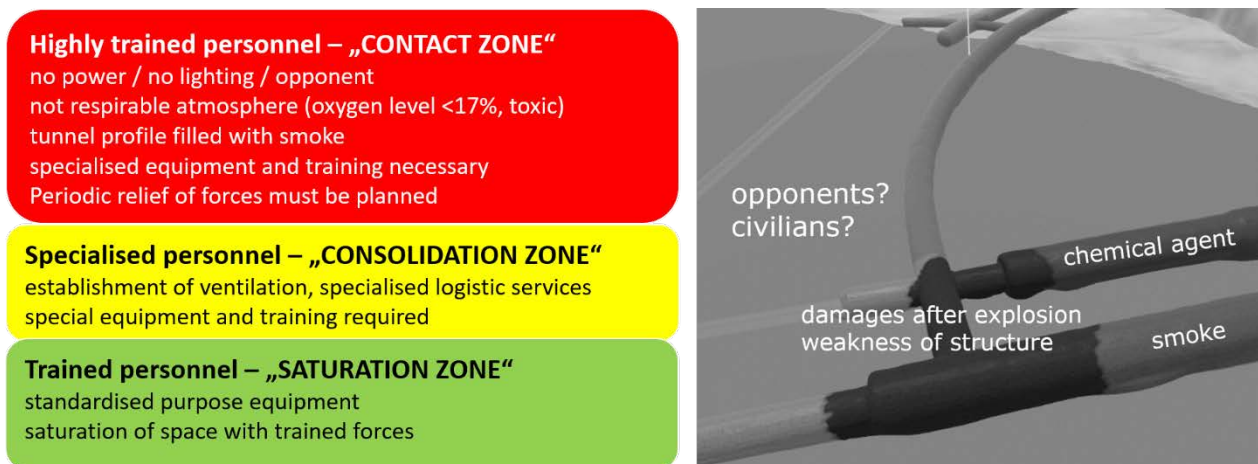 Highly trained personnel – „CONTACT ZONE“
no power / no lighting / opponent
not respirable atmosphere (oxygen level <17%, toxic)
tunnel profile filled with smoke
specialised equipment and training necessary
Periodic relief of forces must be planned
Specialised personnel – „CONSOLIDATION ZONE“
establishment of ventilation, specialised logistic services
special equipment and training required
Trained personnel – „SATURATION ZONE“
standardised purpose equipment
saturation of space with trained forces
opponents?
civilians?
chemical agent
damages after explosion
weakness of structure
smoke